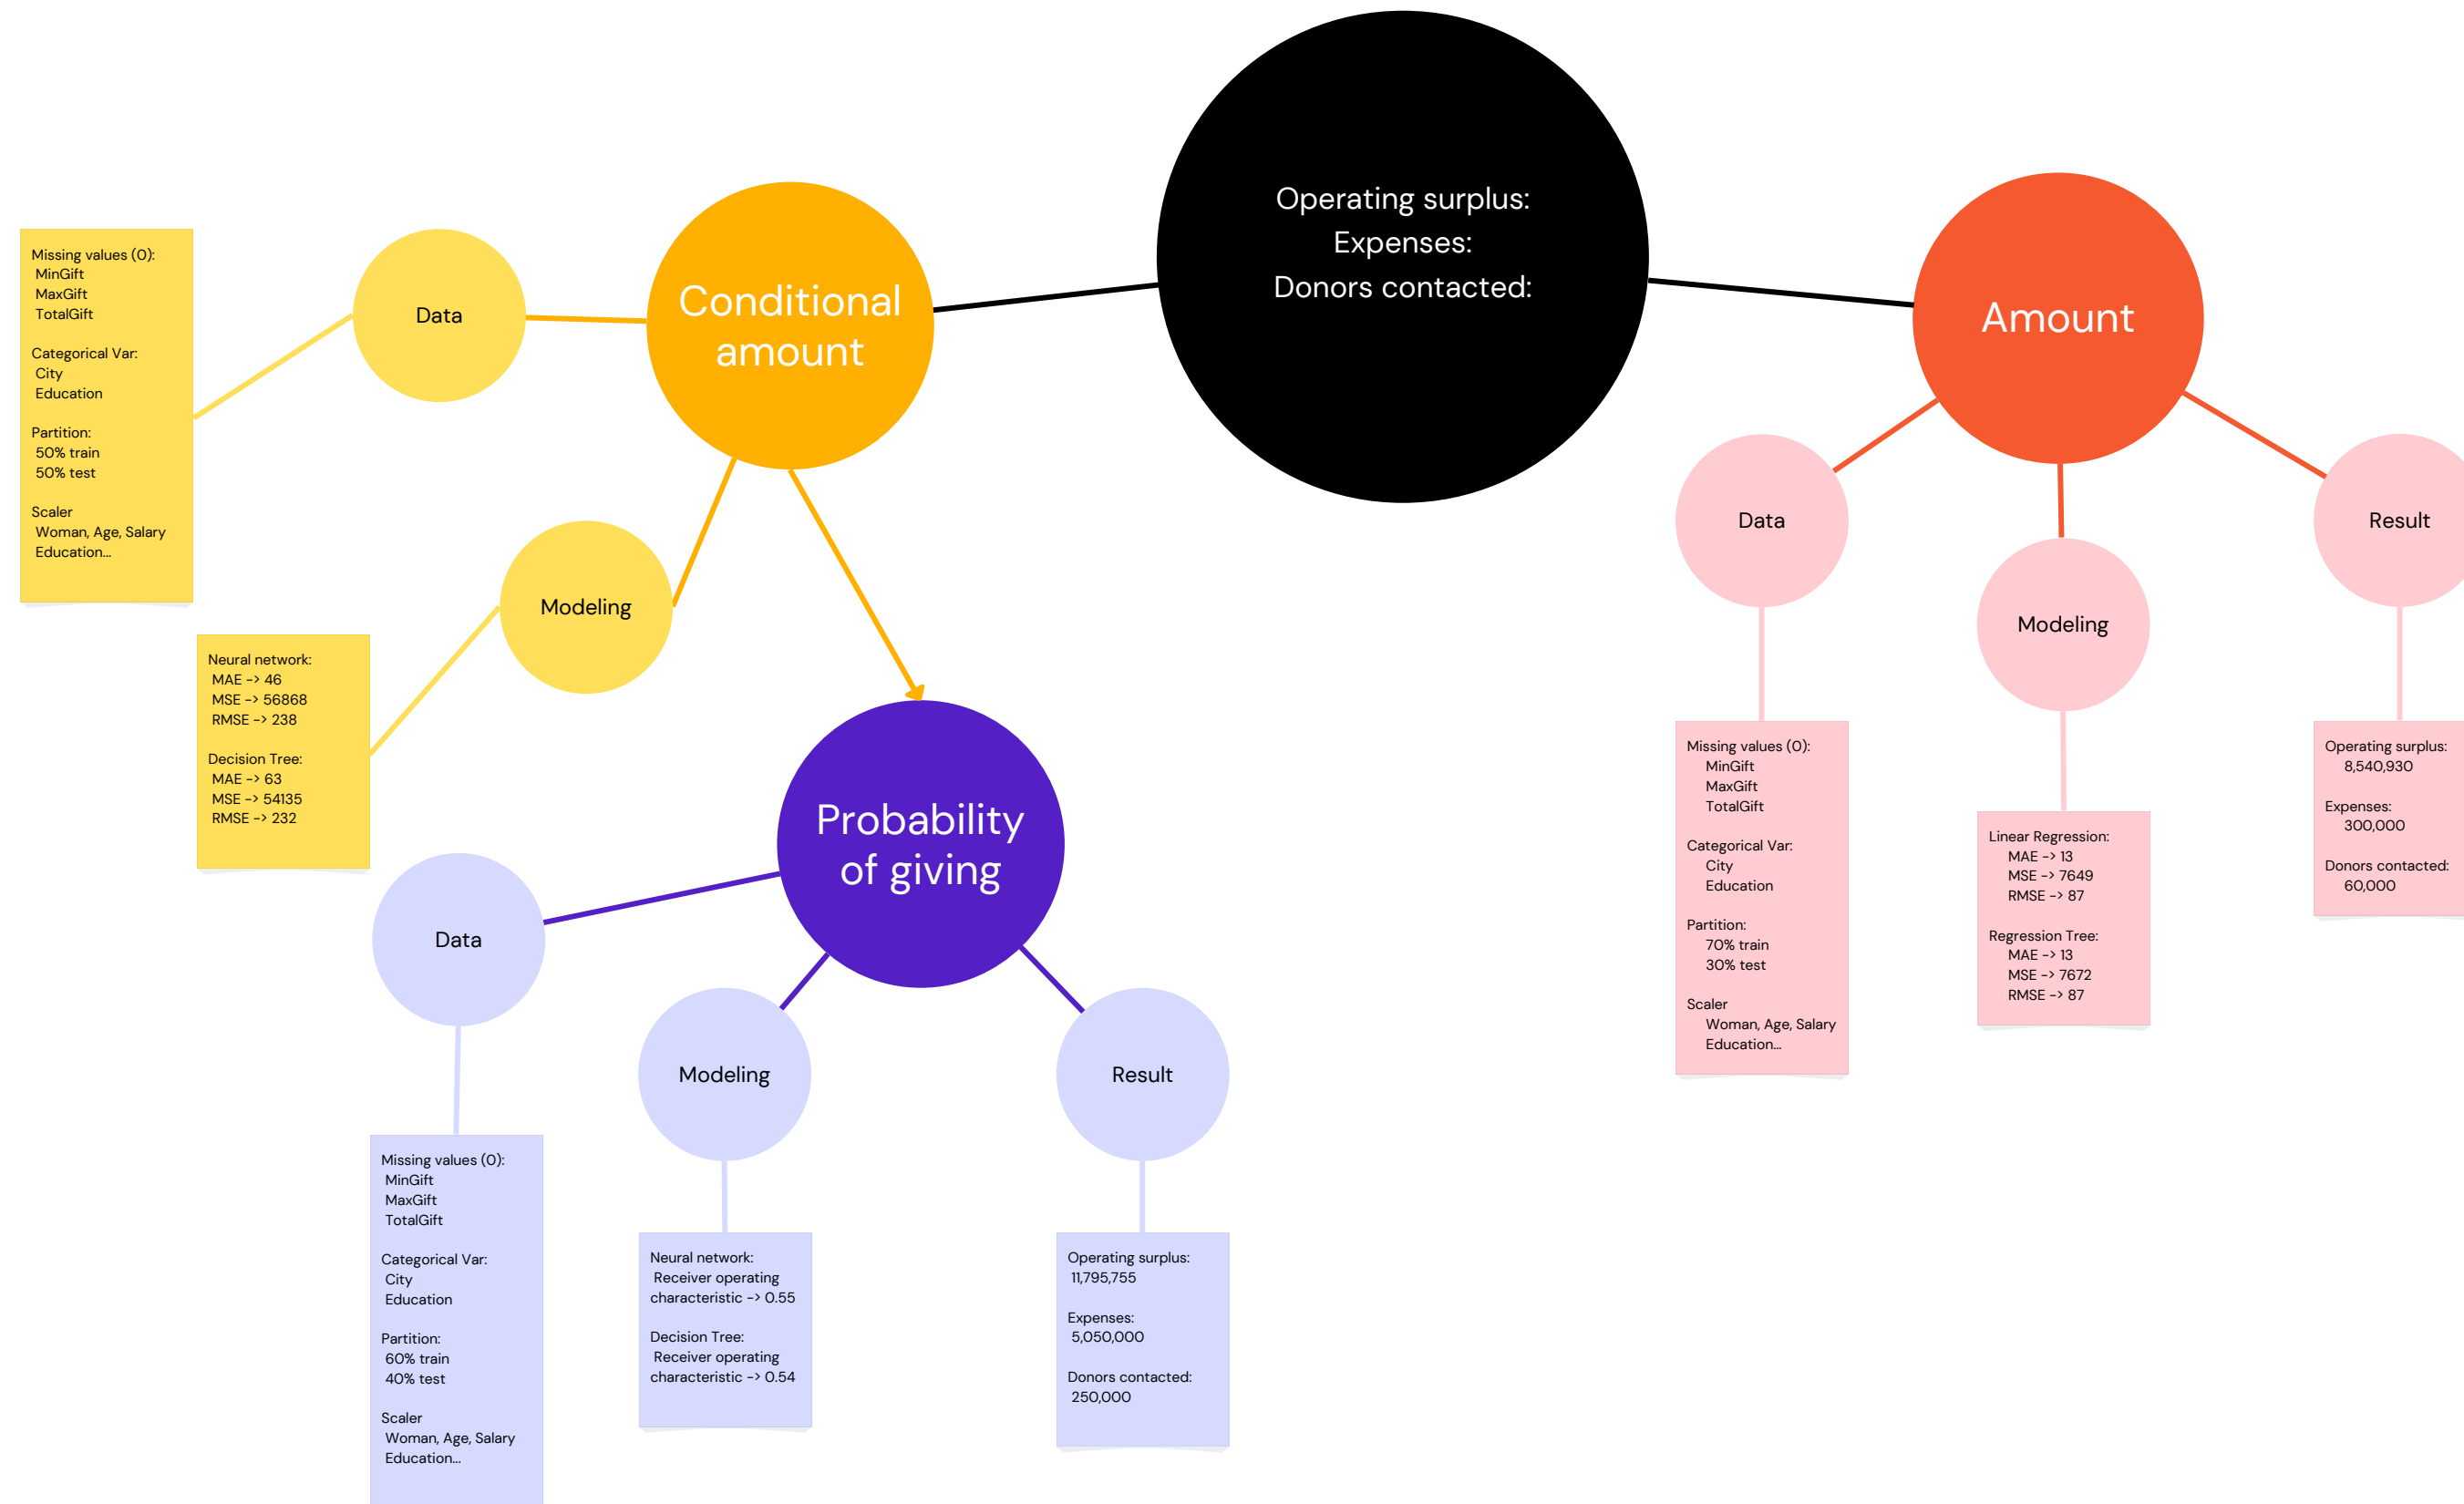 Operating surplus:
Expenses:
Donors contacted:
Conditional
amount
Data
Missing values (0):
MinGift
MaxGift
TotalGift
Categorical Var:
City
Education
Partition:
50% train
50% test
Scaler
Woman, Age, Salary
Education...
Modeling
Neural network:
MAE -> 46
MSE -> 56868
RMSE -> 238
Decision Tree:
MAE -> 63
MSE -> 54135
RMSE -> 232
Probability
of giving
Data
Missing values (0):
MinGift
MaxGift
TotalGift
Categorical Var:
City
Education
Partition:
60% train
40% test
Scaler
Woman, Age, Salary
Education...
Modeling
Neural network:
Receiver operating
characteristic -> 0.55
Decision Tree:
Receiver operating
characteristic -> 0.54
Result
Operating surplus:
11,795,755
Expenses:
5,050,000
Donors contacted:
250,000
Amount
Data
Missing values (0):
MinGift
MaxGift
TotalGift
Categorical Var:
City
Education
Partition:
70% train
30% test
Scaler
Woman, Age, Salary
Education...
Modeling
Linear Regression:
MAE -> 13
MSE -> 7649
RMSE -> 87
Regression Tree:
MAE -> 13
MSE -> 7672
RMSE -> 87
Result
Operating surplus:
8,540,930
Expenses:
300,000
Donors contacted:
60,000